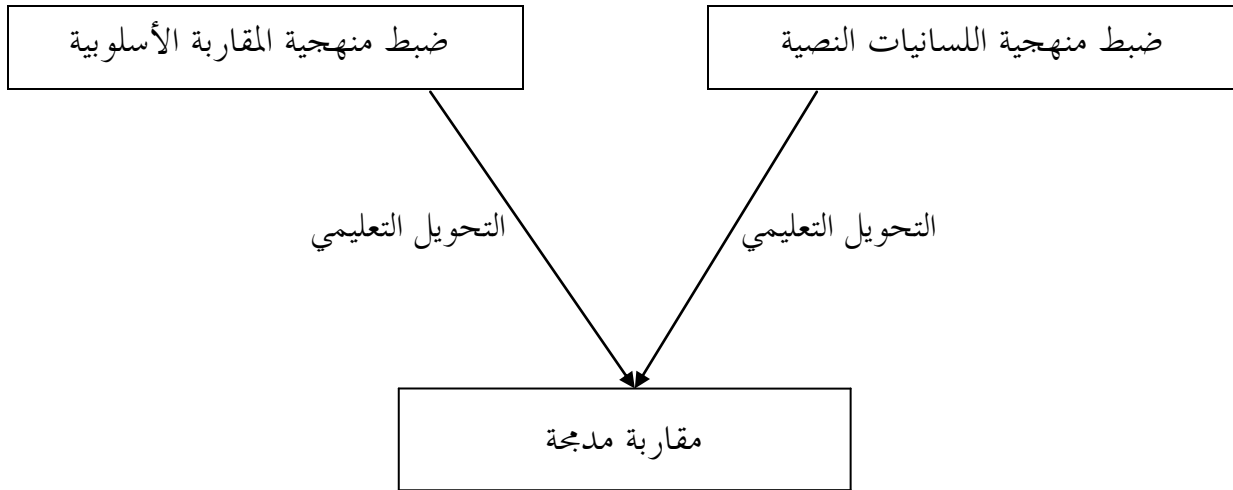 ضبط منهجية اللسانيات النصية
ضبط منهجية المقاربة الأسلوبية
التحويل التعليمي
التحويل التعليمي
مقاربة مدمجة